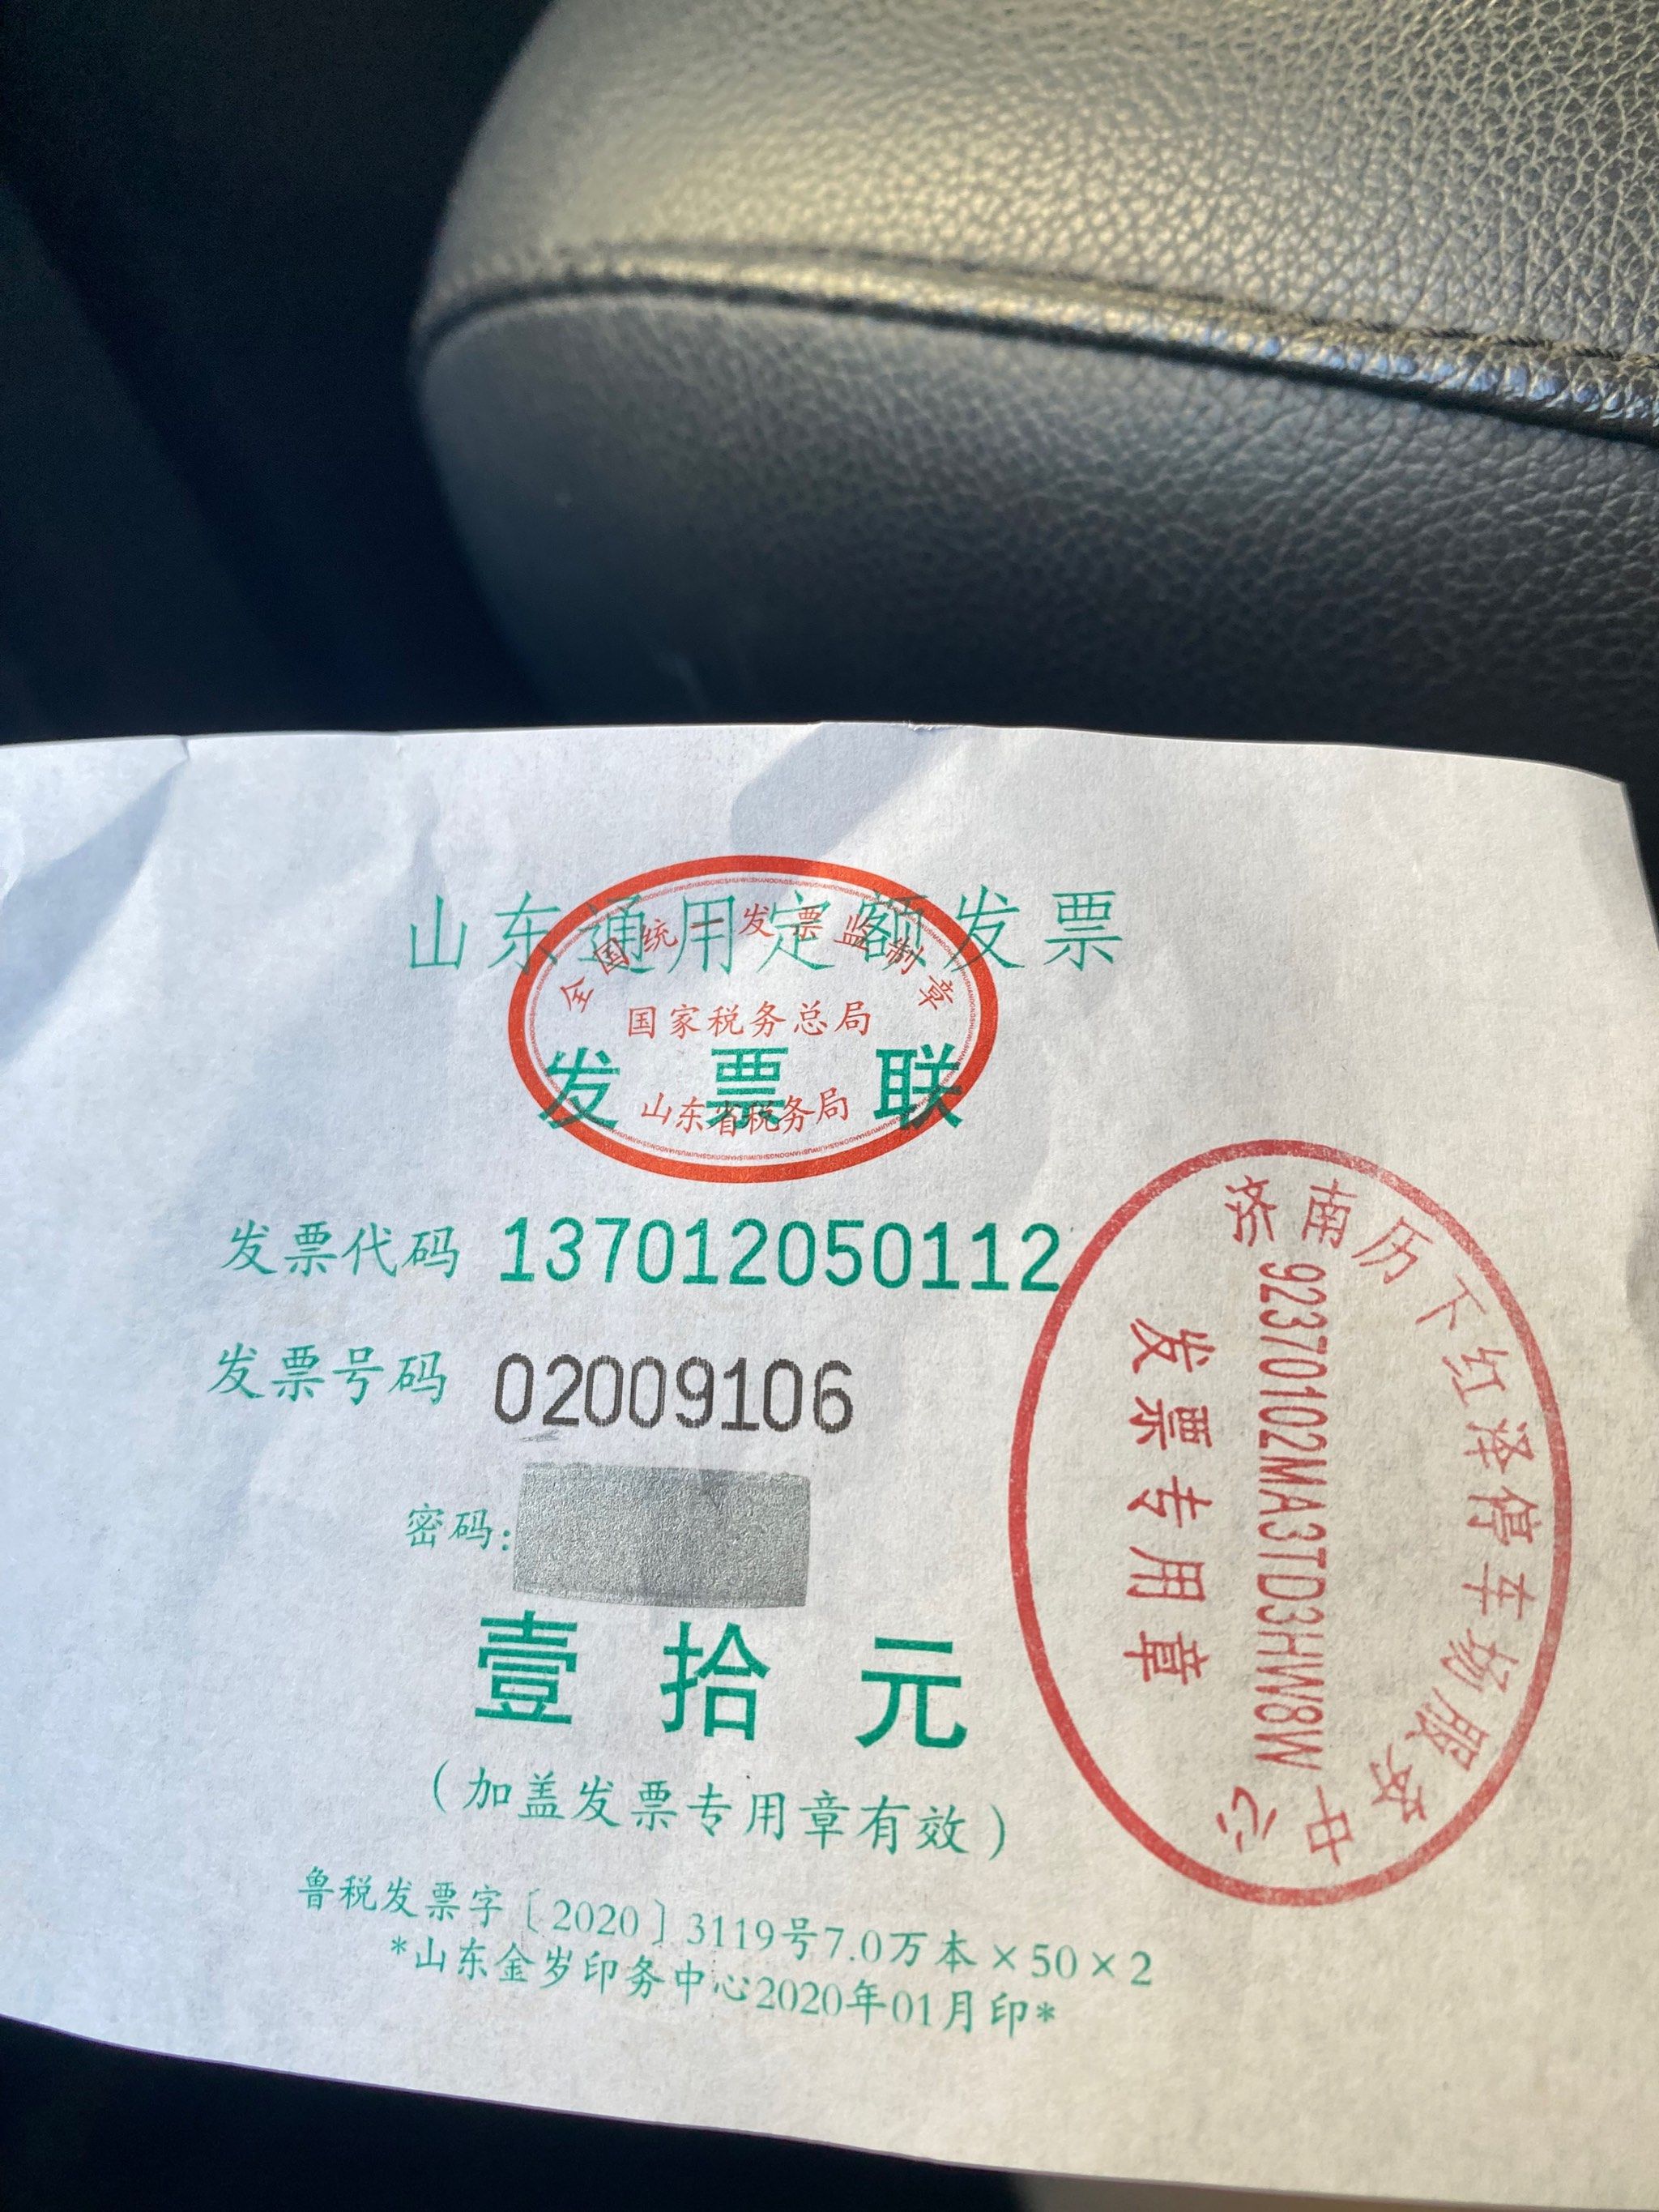 山东通用定额发票
全国统一发票监制章
国家税务总局
发票联
山东省税务局
发票代码 137012050112
发票号码 02009106
密码:
壹拾元
(加盖发票专用章有效)
鲁税发票字〔2020〕3119号7.0万本×50×2
*山东金岁印务中心2020年01月印*
济南历下红泽停车场服务中心
92370102MA3TD3HW8W
发票专用章